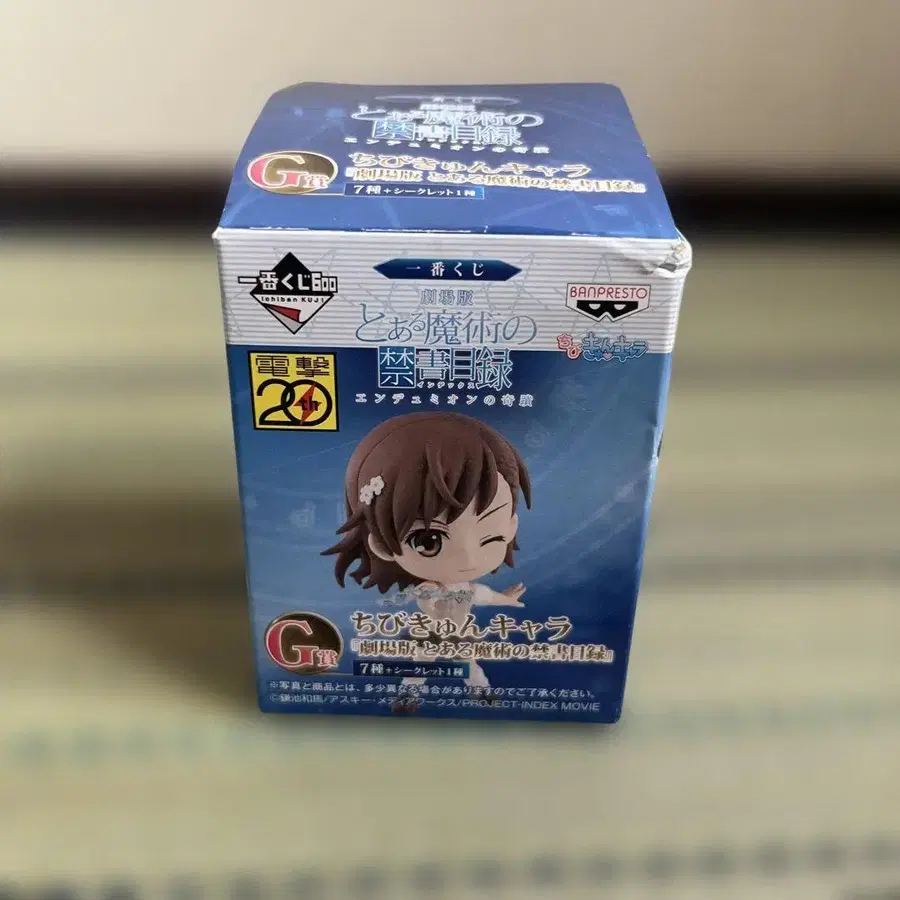 一番くじ
とある魔術の
禁書目録
エンデュミオンの奇蹟
G賞
ちびきゅんキャラ
『劇場版 とある魔術の禁書目録』
7種+シークレット1種
一番くじ600
Ichiban KUJI
一番くじ
劇場版
とある魔術の
禁書目録
インデックス
エンデュミオンの奇蹟
BANPRESTO
ちびきゅんキャラ
電撃
20th
G賞
ちびきゅんキャラ
『劇場版 とある魔術の禁書目録』
7種+シークレット1種
※写真と商品とは、多少異なる場合がありますのでご了承ください。
©鎌池和馬/アスキー・メディアワークス/PROJECT-INDEX MOVIE